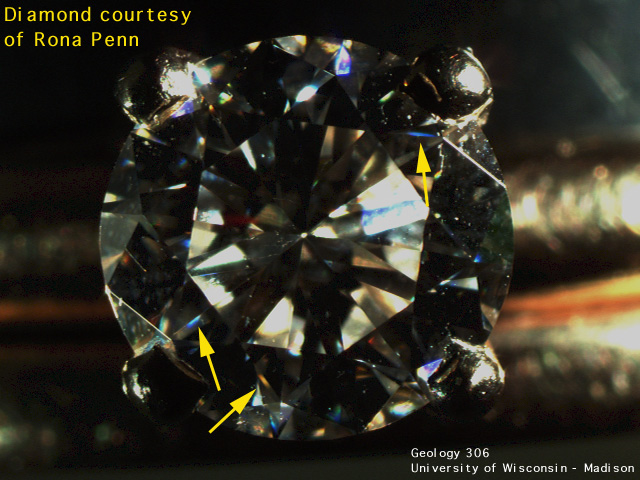 Diamond courtesy
of Rona Penn
Geology 306
University of Wisconsin - Madison